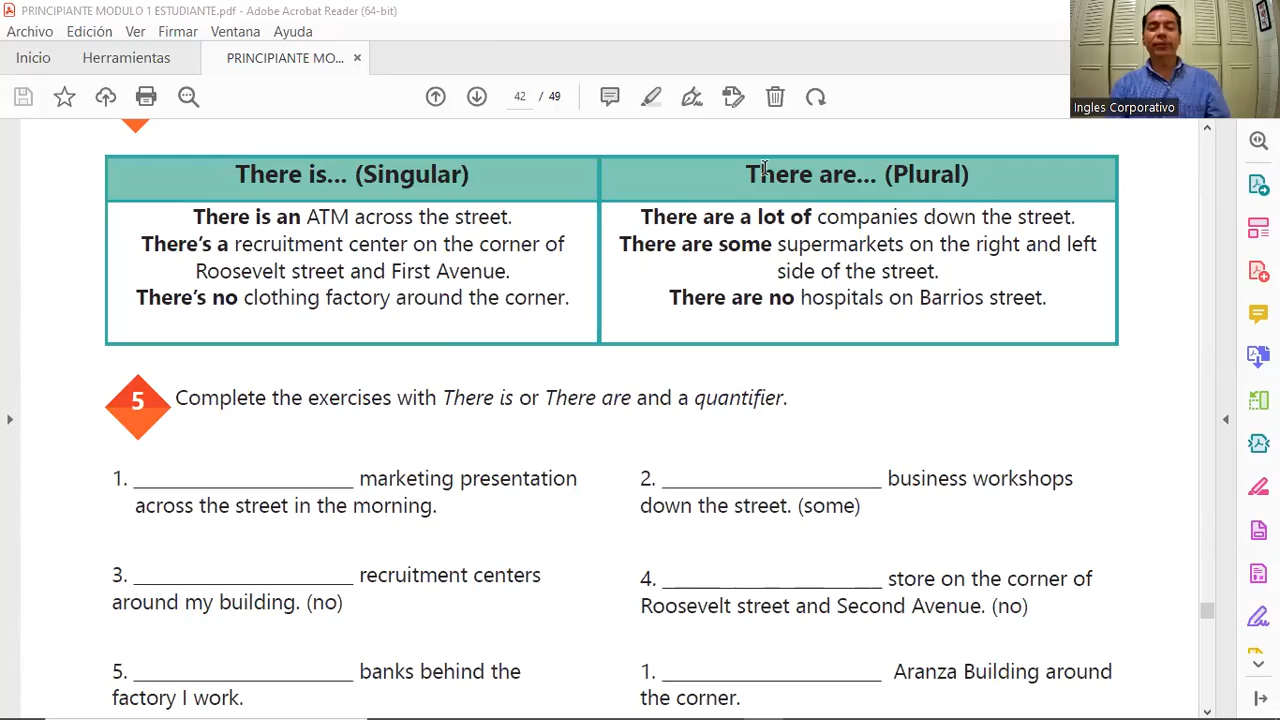 PRINCIPIANTE MODULO 1 ESTUDIANTE.pdf - Adobe Acrobat Reader (64-bit)
Archivo Edición Ver Firmar Ventana Ayuda
Inicio Herramientas PRINCIPIANTE MO... ×
42 / 49
Ingles Corporativo
There is... (Singular)
There are... (Plural)
There is an ATM across the street.
There's a recruitment center on the corner of
Roosevelt street and First Avenue.
There's no clothing factory around the corner.
There are a lot of companies down the street.
There are some supermarkets on the right and left
side of the street.
There are no hospitals on Barrios street.
5 Complete the exercises with There is or There are and a quantifier.
1. ____________________ marketing presentation
across the street in the morning.
2. ____________________ business workshops
down the street. (some)
3. ____________________ recruitment centers
around my building. (no)
4. ____________________ store on the corner of
Roosevelt street and Second Avenue. (no)
5. ____________________ banks behind the
factory I work.
1. ____________________ Aranza Building around
the corner.